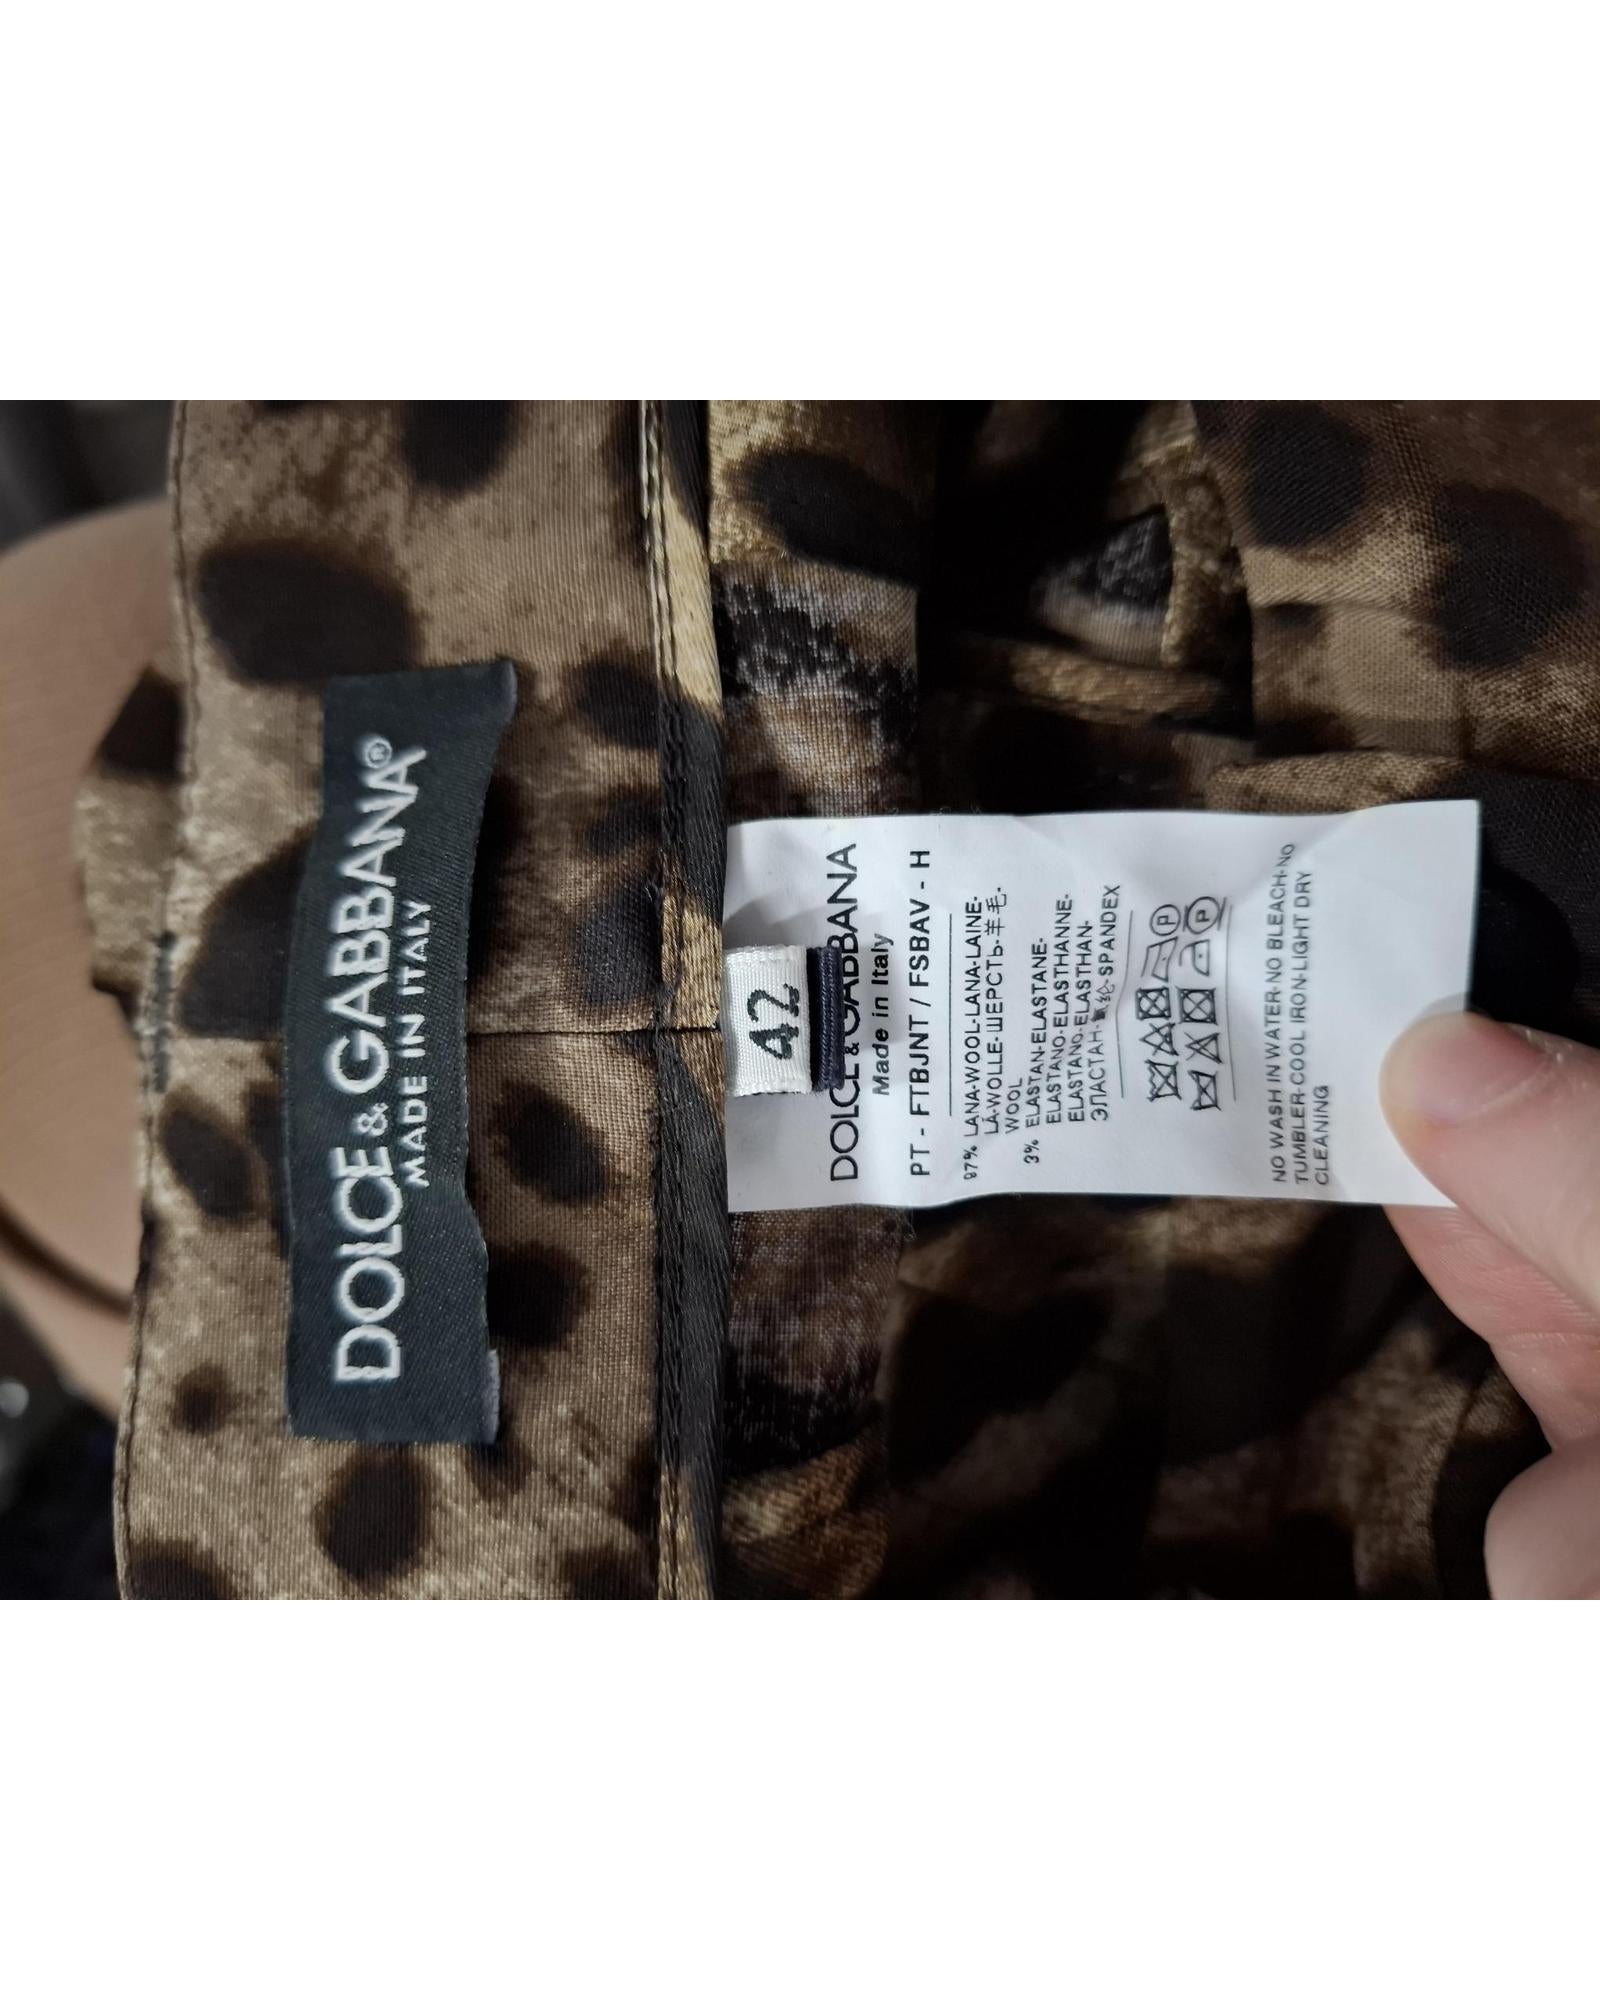 DOLCE & GABBANA®
MADE IN ITALY
42
DOLCE & GABBANA
Made in Italy
PT - FTBJNT / FSBAV - H
97% LANA-WOOL-LANA-LAINE-
LÃ-WOLLE-ШЕРСТЬ-羊毛-
WOOL
3% ELASTAN-ELASTANE-
ELASTANO-ELASTHANNE-
ELASTANO-ELASTHAN-
ЭЛАСТАН-氨纶-SPANDEX
P
P
NO WASH IN WATER-NO BLEACH-NO
TUMBLER-COOL IRON-LIGHT DRY
CLEANING